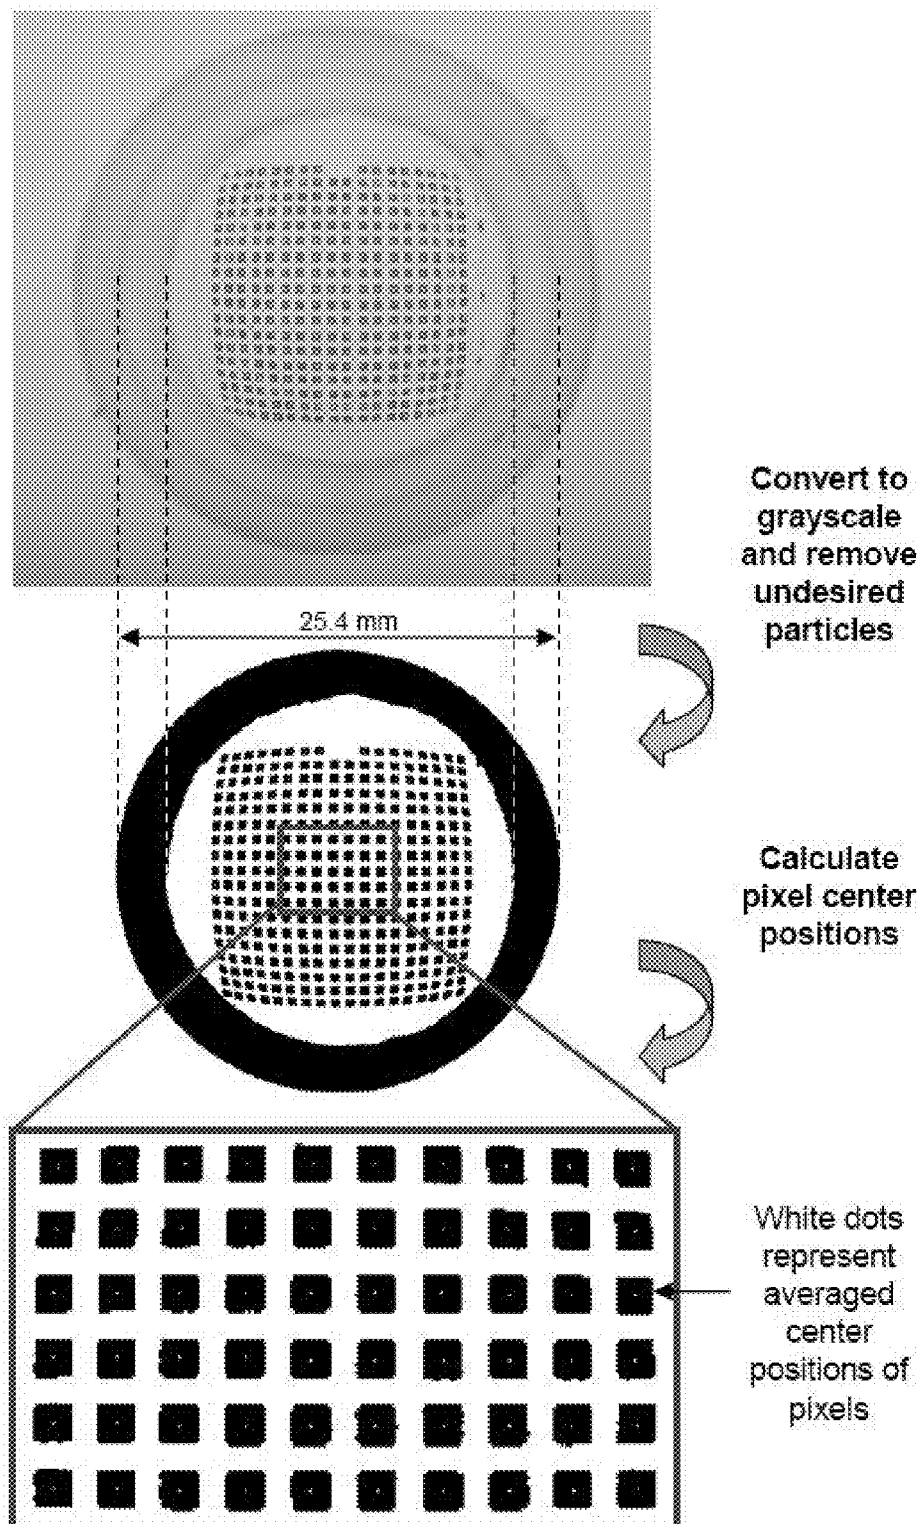 Convert to
grayscale
and remove
undesired
particles
25.4 mm
Calculate
pixel center
positions
White dots
represent
averaged
center
positions of
pixels